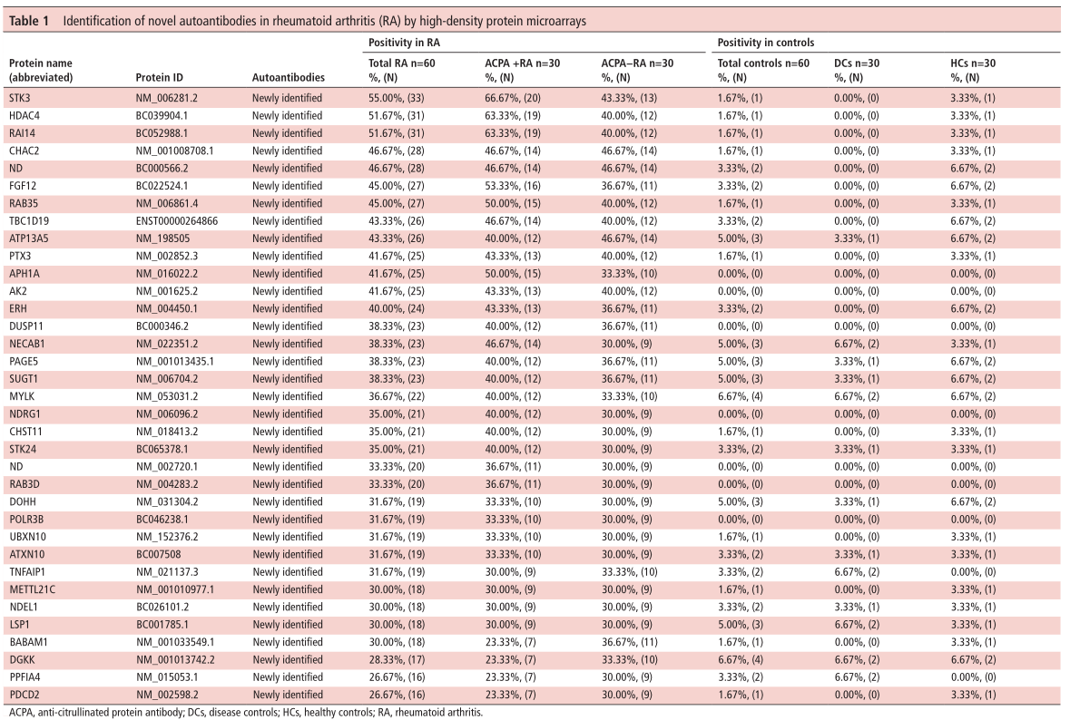 Table 1 Identification of novel autoantibodies in rheumatoid arthritis (RA) by high-density protein microarrays
Positivity in RA Positivity in controls
Protein name (abbreviated) Protein ID Autoantibodies Total RA n=60 %, (N) ACPA +RA n=30 %, (N) ACPA−RA n=30 %, (N) Total controls n=60 %, (N) DCs n=30 %, (N) HCs n=30 %, (N)
STK3 NM_006281.2 Newly identified 55.00%, (33) 66.67%, (20) 43.33%, (13) 1.67%, (1) 0.00%, (0) 3.33%, (1)
HDAC4 BC039904.1 Newly identified 51.67%, (31) 63.33%, (19) 40.00%, (12) 1.67%, (1) 0.00%, (0) 3.33%, (1)
RAI14 BC052988.1 Newly identified 51.67%, (31) 63.33%, (19) 40.00%, (12) 1.67%, (1) 0.00%, (0) 3.33%, (1)
CHAC2 NM_001008708.1 Newly identified 46.67%, (28) 46.67%, (14) 46.67%, (14) 1.67%, (1) 0.00%, (0) 3.33%, (1)
ND BC000566.2 Newly identified 46.67%, (28) 46.67%, (14) 46.67%, (14) 3.33%, (2) 0.00%, (0) 6.67%, (2)
FGF12 BC022524.1 Newly identified 45.00%, (27) 53.33%, (16) 36.67%, (11) 3.33%, (2) 0.00%, (0) 6.67%, (2)
RAB35 NM_006861.4 Newly identified 45.00%, (27) 50.00%, (15) 40.00%, (12) 1.67%, (1) 0.00%, (0) 3.33%, (1)
TBC1D19 ENST00000264866 Newly identified 43.33%, (26) 46.67%, (14) 40.00%, (12) 3.33%, (2) 0.00%, (0) 6.67%, (2)
ATP13A5 NM_198505 Newly identified 43.33%, (26) 40.00%, (12) 46.67%, (14) 5.00%, (3) 3.33%, (1) 6.67%, (2)
PTX3 NM_002852.3 Newly identified 41.67%, (25) 43.33%, (13) 40.00%, (12) 1.67%, (1) 0.00%, (0) 3.33%, (1)
APH1A NM_016022.2 Newly identified 41.67%, (25) 50.00%, (15) 33.33%, (10) 0.00%, (0) 0.00%, (0) 0.00%, (0)
AK2 NM_001625.2 Newly identified 41.67%, (25) 43.33%, (13) 40.00%, (12) 0.00%, (0) 0.00%, (0) 0.00%, (0)
ERH NM_004450.1 Newly identified 40.00%, (24) 43.33%, (13) 36.67%, (11) 3.33%, (2) 0.00%, (0) 6.67%, (2)
DUSP11 BC000346.2 Newly identified 38.33%, (23) 40.00%, (12) 36.67%, (11) 0.00%, (0) 0.00%, (0) 0.00%, (0)
NECAB1 NM_022351.2 Newly identified 38.33%, (23) 46.67%, (14) 30.00%, (9) 5.00%, (3) 6.67%, (2) 3.33%, (1)
PAGE5 NM_001013435.1 Newly identified 38.33%, (23) 40.00%, (12) 36.67%, (11) 5.00%, (3) 3.33%, (1) 6.67%, (2)
SUGT1 NM_006704.2 Newly identified 38.33%, (23) 40.00%, (12) 36.67%, (11) 5.00%, (3) 3.33%, (1) 6.67%, (2)
MYLK NM_053031.2 Newly identified 36.67%, (22) 40.00%, (12) 33.33%, (10) 6.67%, (4) 6.67%, (2) 6.67%, (2)
NDRG1 NM_006096.2 Newly identified 35.00%, (21) 40.00%, (12) 30.00%, (9) 0.00%, (0) 0.00%, (0) 0.00%, (0)
CHST11 NM_018413.2 Newly identified 35.00%, (21) 40.00%, (12) 30.00%, (9) 1.67%, (1) 0.00%, (0) 3.33%, (1)
STK24 BC065378.1 Newly identified 35.00%, (21) 40.00%, (12) 30.00%, (9) 3.33%, (2) 3.33%, (1) 3.33%, (1)
ND NM_002720.1 Newly identified 33.33%, (20) 36.67%, (11) 30.00%, (9) 0.00%, (0) 0.00%, (0) 0.00%, (0)
RAB3D NM_004283.2 Newly identified 33.33%, (20) 36.67%, (11) 30.00%, (9) 0.00%, (0) 0.00%, (0) 0.00%, (0)
DOHH NM_031304.2 Newly identified 31.67%, (19) 33.33%, (10) 30.00%, (9) 5.00%, (3) 3.33%, (1) 6.67%, (2)
POLR3B BC046238.1 Newly identified 31.67%, (19) 33.33%, (10) 30.00%, (9) 0.00%, (0) 0.00%, (0) 0.00%, (0)
UBXN10 NM_152376.2 Newly identified 31.67%, (19) 33.33%, (10) 30.00%, (9) 1.67%, (1) 0.00%, (0) 3.33%, (1)
ATXN10 BC007508 Newly identified 31.67%, (19) 33.33%, (10) 30.00%, (9) 3.33%, (2) 3.33%, (1) 3.33%, (1)
TNFAIP1 NM_021137.3 Newly identified 31.67%, (19) 30.00%, (9) 33.33%, (10) 3.33%, (2) 6.67%, (2) 0.00%, (0)
METTL21C NM_001010977.1 Newly identified 30.00%, (18) 30.00%, (9) 30.00%, (9) 1.67%, (1) 0.00%, (0) 3.33%, (1)
NDEL1 BC026101.2 Newly identified 30.00%, (18) 30.00%, (9) 30.00%, (9) 3.33%, (2) 3.33%, (1) 3.33%, (1)
LSP1 BC001785.1 Newly identified 30.00%, (18) 30.00%, (9) 30.00%, (9) 5.00%, (3) 6.67%, (2) 3.33%, (1)
BABAM1 NM_001033549.1 Newly identified 30.00%, (18) 23.33%, (7) 36.67%, (11) 1.67%, (1) 0.00%, (0) 3.33%, (1)
DGKK NM_001013742.2 Newly identified 28.33%, (17) 23.33%, (7) 33.33%, (10) 6.67%, (4) 6.67%, (2) 6.67%, (2)
PPFIA4 NM_015053.1 Newly identified 26.67%, (16) 23.33%, (7) 30.00%, (9) 3.33%, (2) 6.67%, (2) 0.00%, (0)
PDCD2 NM_002598.2 Newly identified 26.67%, (16) 23.33%, (7) 30.00%, (9) 1.67%, (1) 0.00%, (0) 3.33%, (1)
ACPA, anti-citrullinated protein antibody; DCs, disease controls; HCs, healthy controls; RA, rheumatoid arthritis.